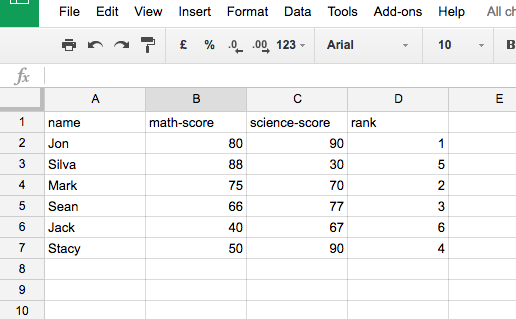 File Edit View Insert Format Data Tools Add-ons Help All ch
£ % .0 .00 123 Arial 10 B
fx
A B C D E
1 name math-score science-score rank
2 Jon 80 90 1
3 Silva 88 30 5
4 Mark 75 70 2
5 Sean 66 77 3
6 Jack 40 67 6
7 Stacy 50 90 4
8
9
10